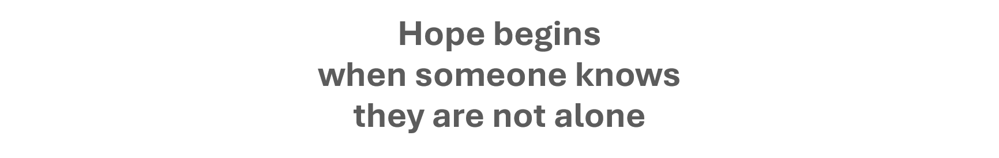 Hope begins
when someone knows
they are not alone